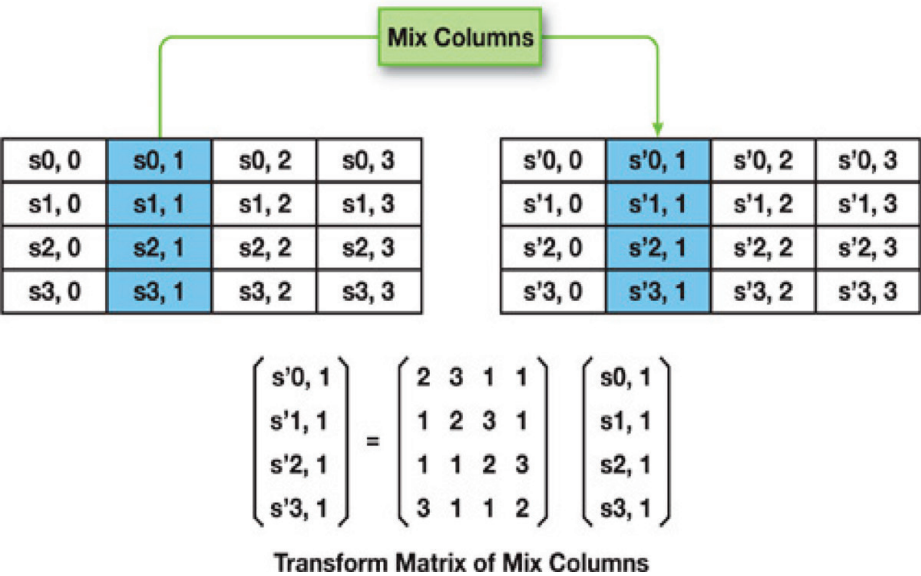 Mix Columns
s0, 0 s0, 1 s0, 2 s0, 3 s'0, 0 s'0, 1 s'0, 2 s'0, 3
s1, 0 s1, 1 s1, 2 s1, 3 s'1, 0 s'1, 1 s'1, 2 s'1, 3
s2, 0 s2, 1 s2, 2 s2, 3 s'2, 0 s'2, 1 s'2, 2 s'2, 3
s3, 0 s3, 1 s3, 2 s3, 3 s'3, 0 s'3, 1 s'3, 2 s'3, 3
s'0, 1 2 3 1 1 s0, 1
s'1, 1 1 2 3 1 s1, 1
=
s'2, 1 1 1 2 3 s2, 1
s'3, 1 3 1 1 2 s3, 1
Transform Matrix of Mix Columns